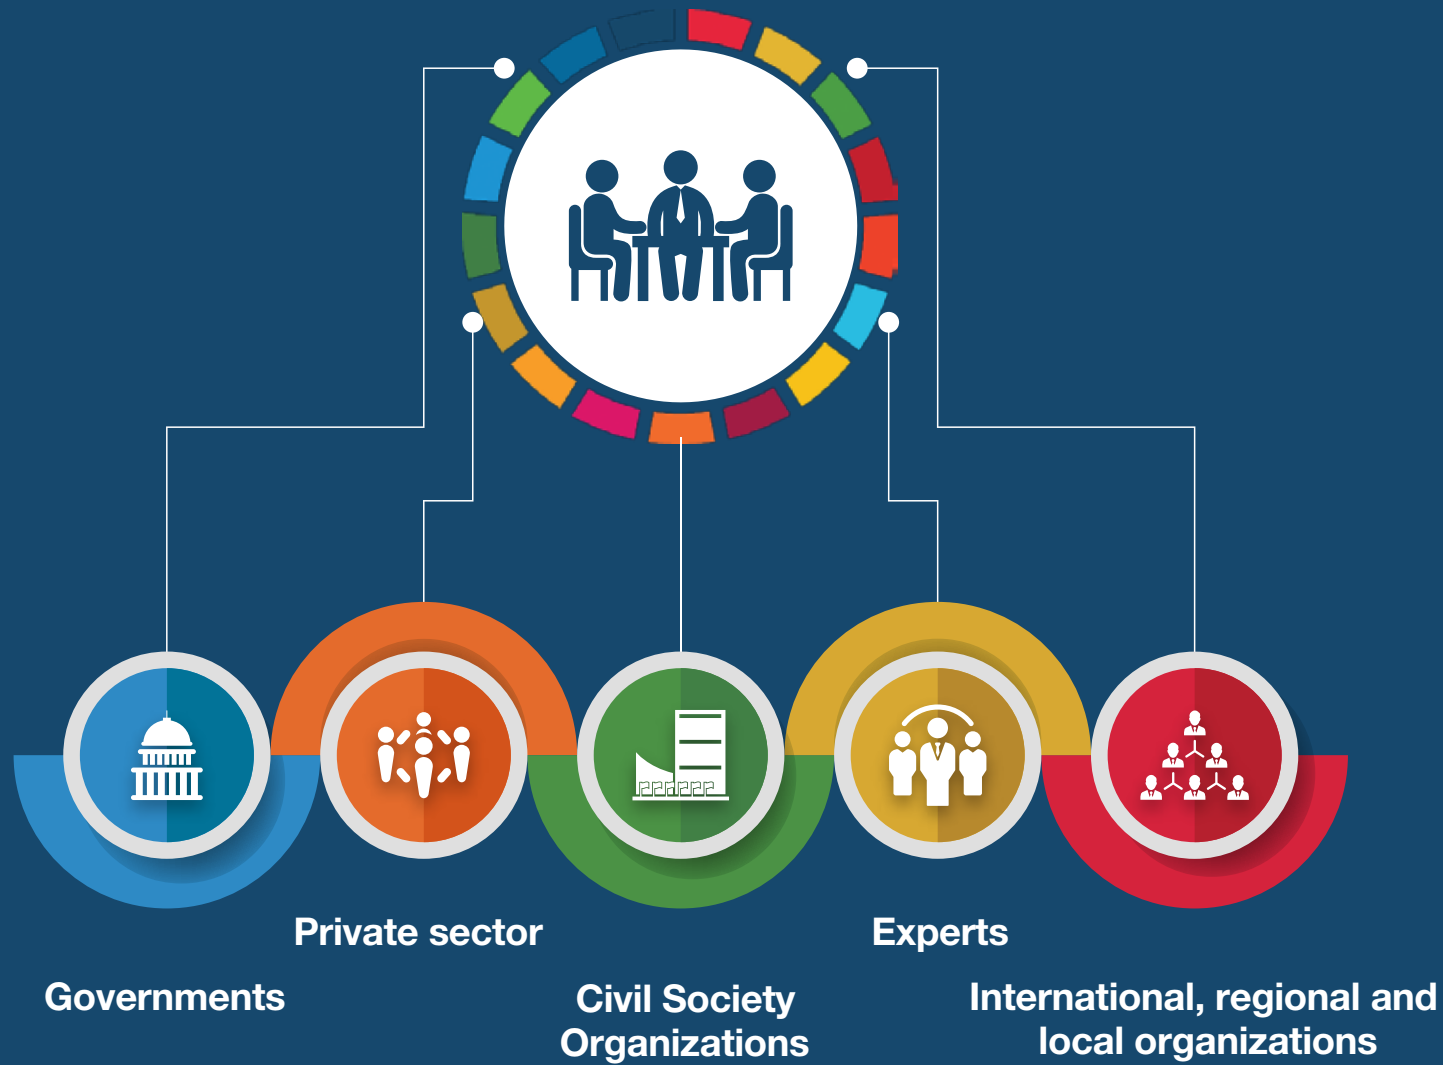 Private sector
Experts
Governments
Civil Society
Organizations
International, regional and
local organizations